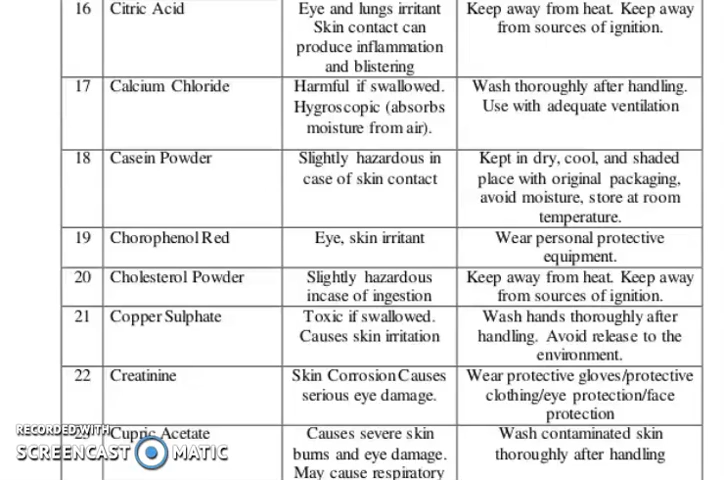 16 Citric Acid Eye and lungs irritant Keep away from heat. Keep away
Skin contact can from sources of ignition.
produce inflammation
and blistering
17 Calcium Chloride Harmful if swallowed. Wash thoroughly after handling.
Hygroscopic (absorbs Use with adequate ventilation
moisture from air).
18 Casein Powder Slightly hazardous in Kept in dry, cool, and shaded
case of skin contact place with original packaging,
avoid moisture, store at room
temperature.
19 Chorophenol Red Eye, skin irritant Wear personal protective
equipment.
20 Cholesterol Powder Slightly hazardous Keep away from heat. Keep away
incase of ingestion from sources of ignition.
21 Copper Sulphate Toxic if swallowed. Wash hands thoroughly after
Causes skin irritation handling. Avoid release to the
environment.
22 Creatinine Skin Corrosion Causes Wear protective gloves/protective
serious eye damage. clothing/eye protection/face
protection
Cupric Acetate Causes severe skin Wash contaminated skin
burns and eye damage. thoroughly after handling
May cause respiratory
RECORDED WITH
SCREENCAST MATIC